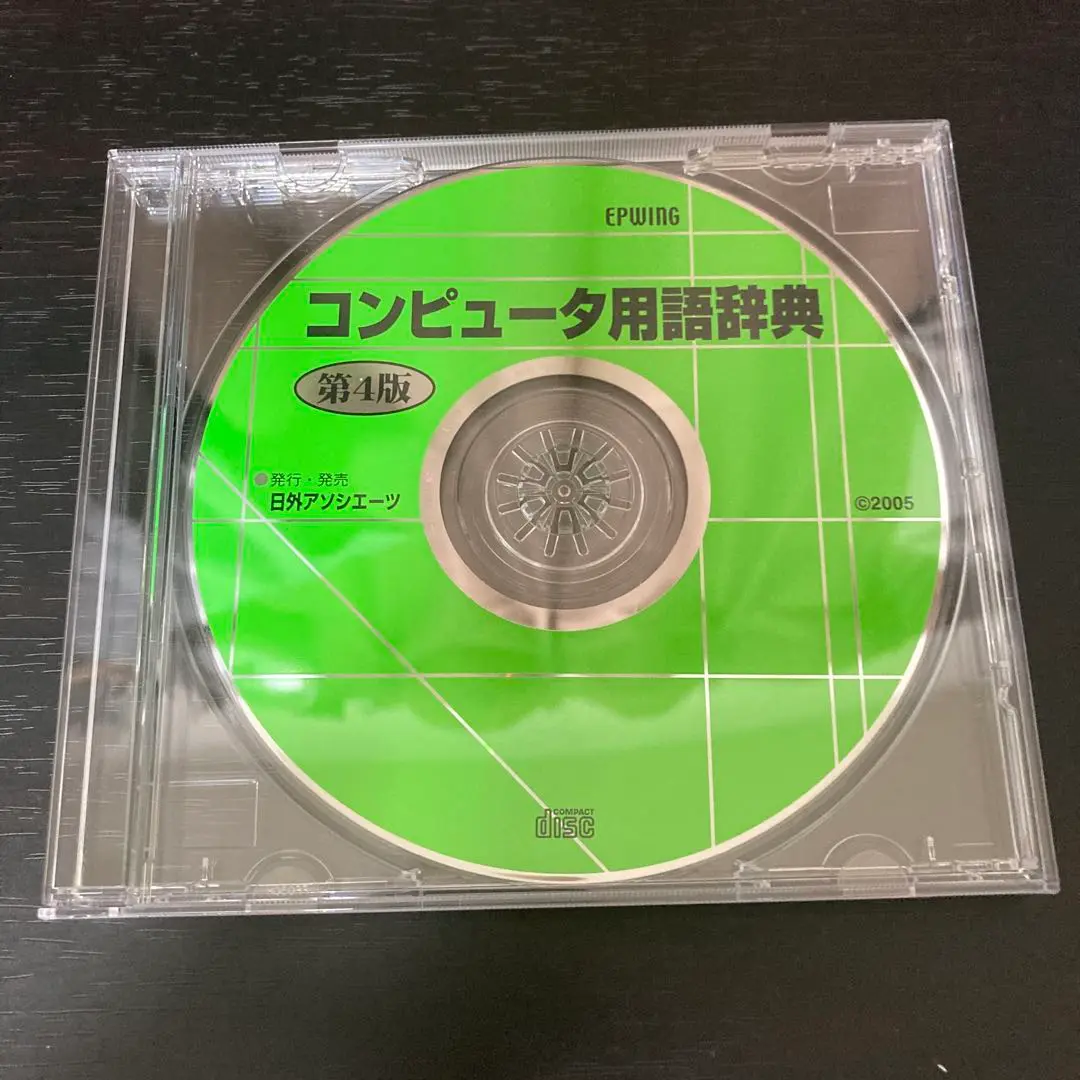 EPWING
コンピュータ用語辞典
第4版
●発行・発売
日外アソシエーツ
©2005
COMPACT
disc